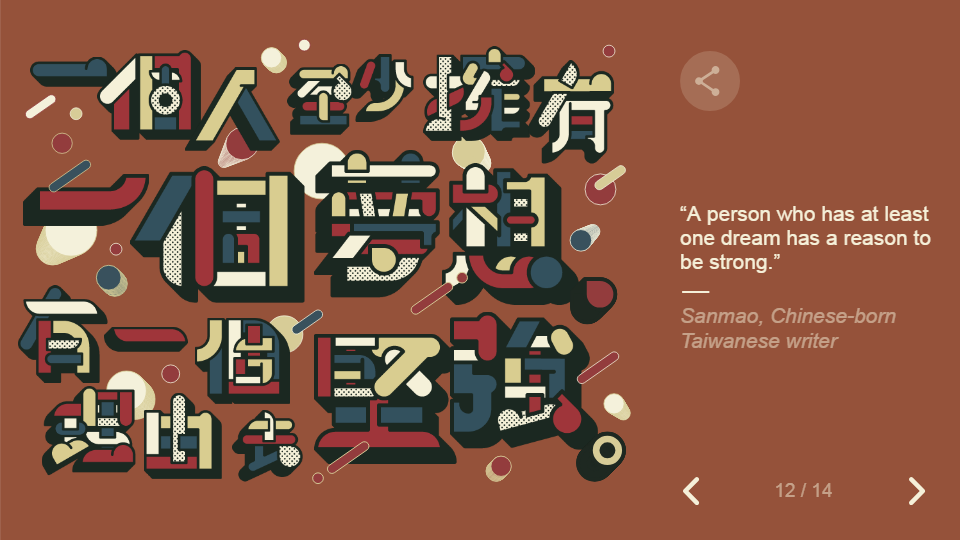 一個人至少擁有
一個夢想
有一個
理由去
堅強
“A person who has at least
one dream has a reason to
be strong.”
Sanmao, Chinese-born
Taiwanese writer
12 / 14